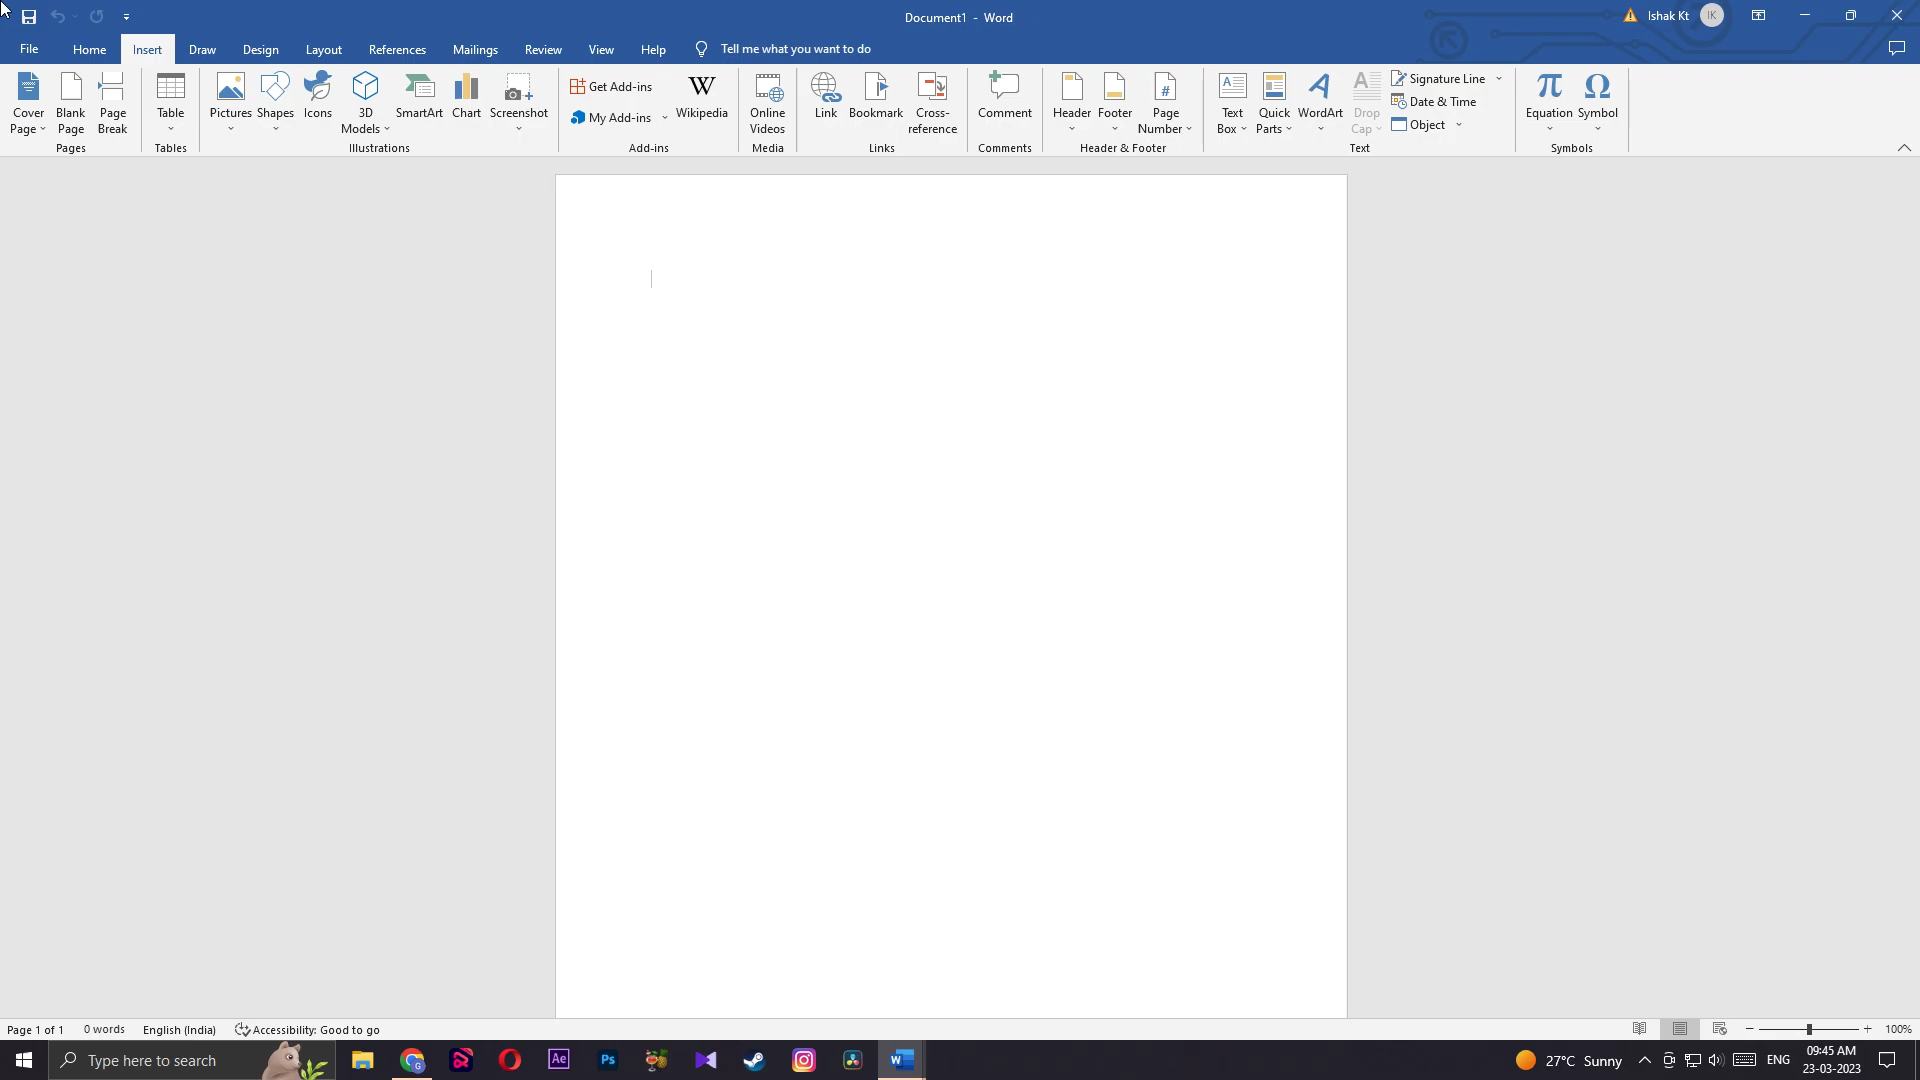 Document1 - Word
Ishak Kt
IK
File
Home
Insert
Draw
Design
Layout
References
Mailings
Review
View
Help
Tell me what you want to do
Cover
Page
Blank
Page
Page
Break
Pages
Table
Tables
Pictures
Shapes
Icons
3D
Models
SmartArt
Chart
Screenshot
Illustrations
Get Add-ins
My Add-ins
W
Wikipedia
Add-ins
Online
Videos
Media
Link
Bookmark
Cross-
reference
Links
Comment
Comments
Header
Footer
#
Page
Number
Header & Footer
A
Text
Box
Quick
Parts
A
WordArt
A
Drop
Cap
Signature Line
Date & Time
Object
Text
π
Equation
Ω
Symbol
Symbols
Page 1 of 1
0 words
English (India)
Accessibility: Good to go
100%
Type here to search
G
Ae
Ps
W
27°C Sunny
ENG
09:45 AM
23-03-2023